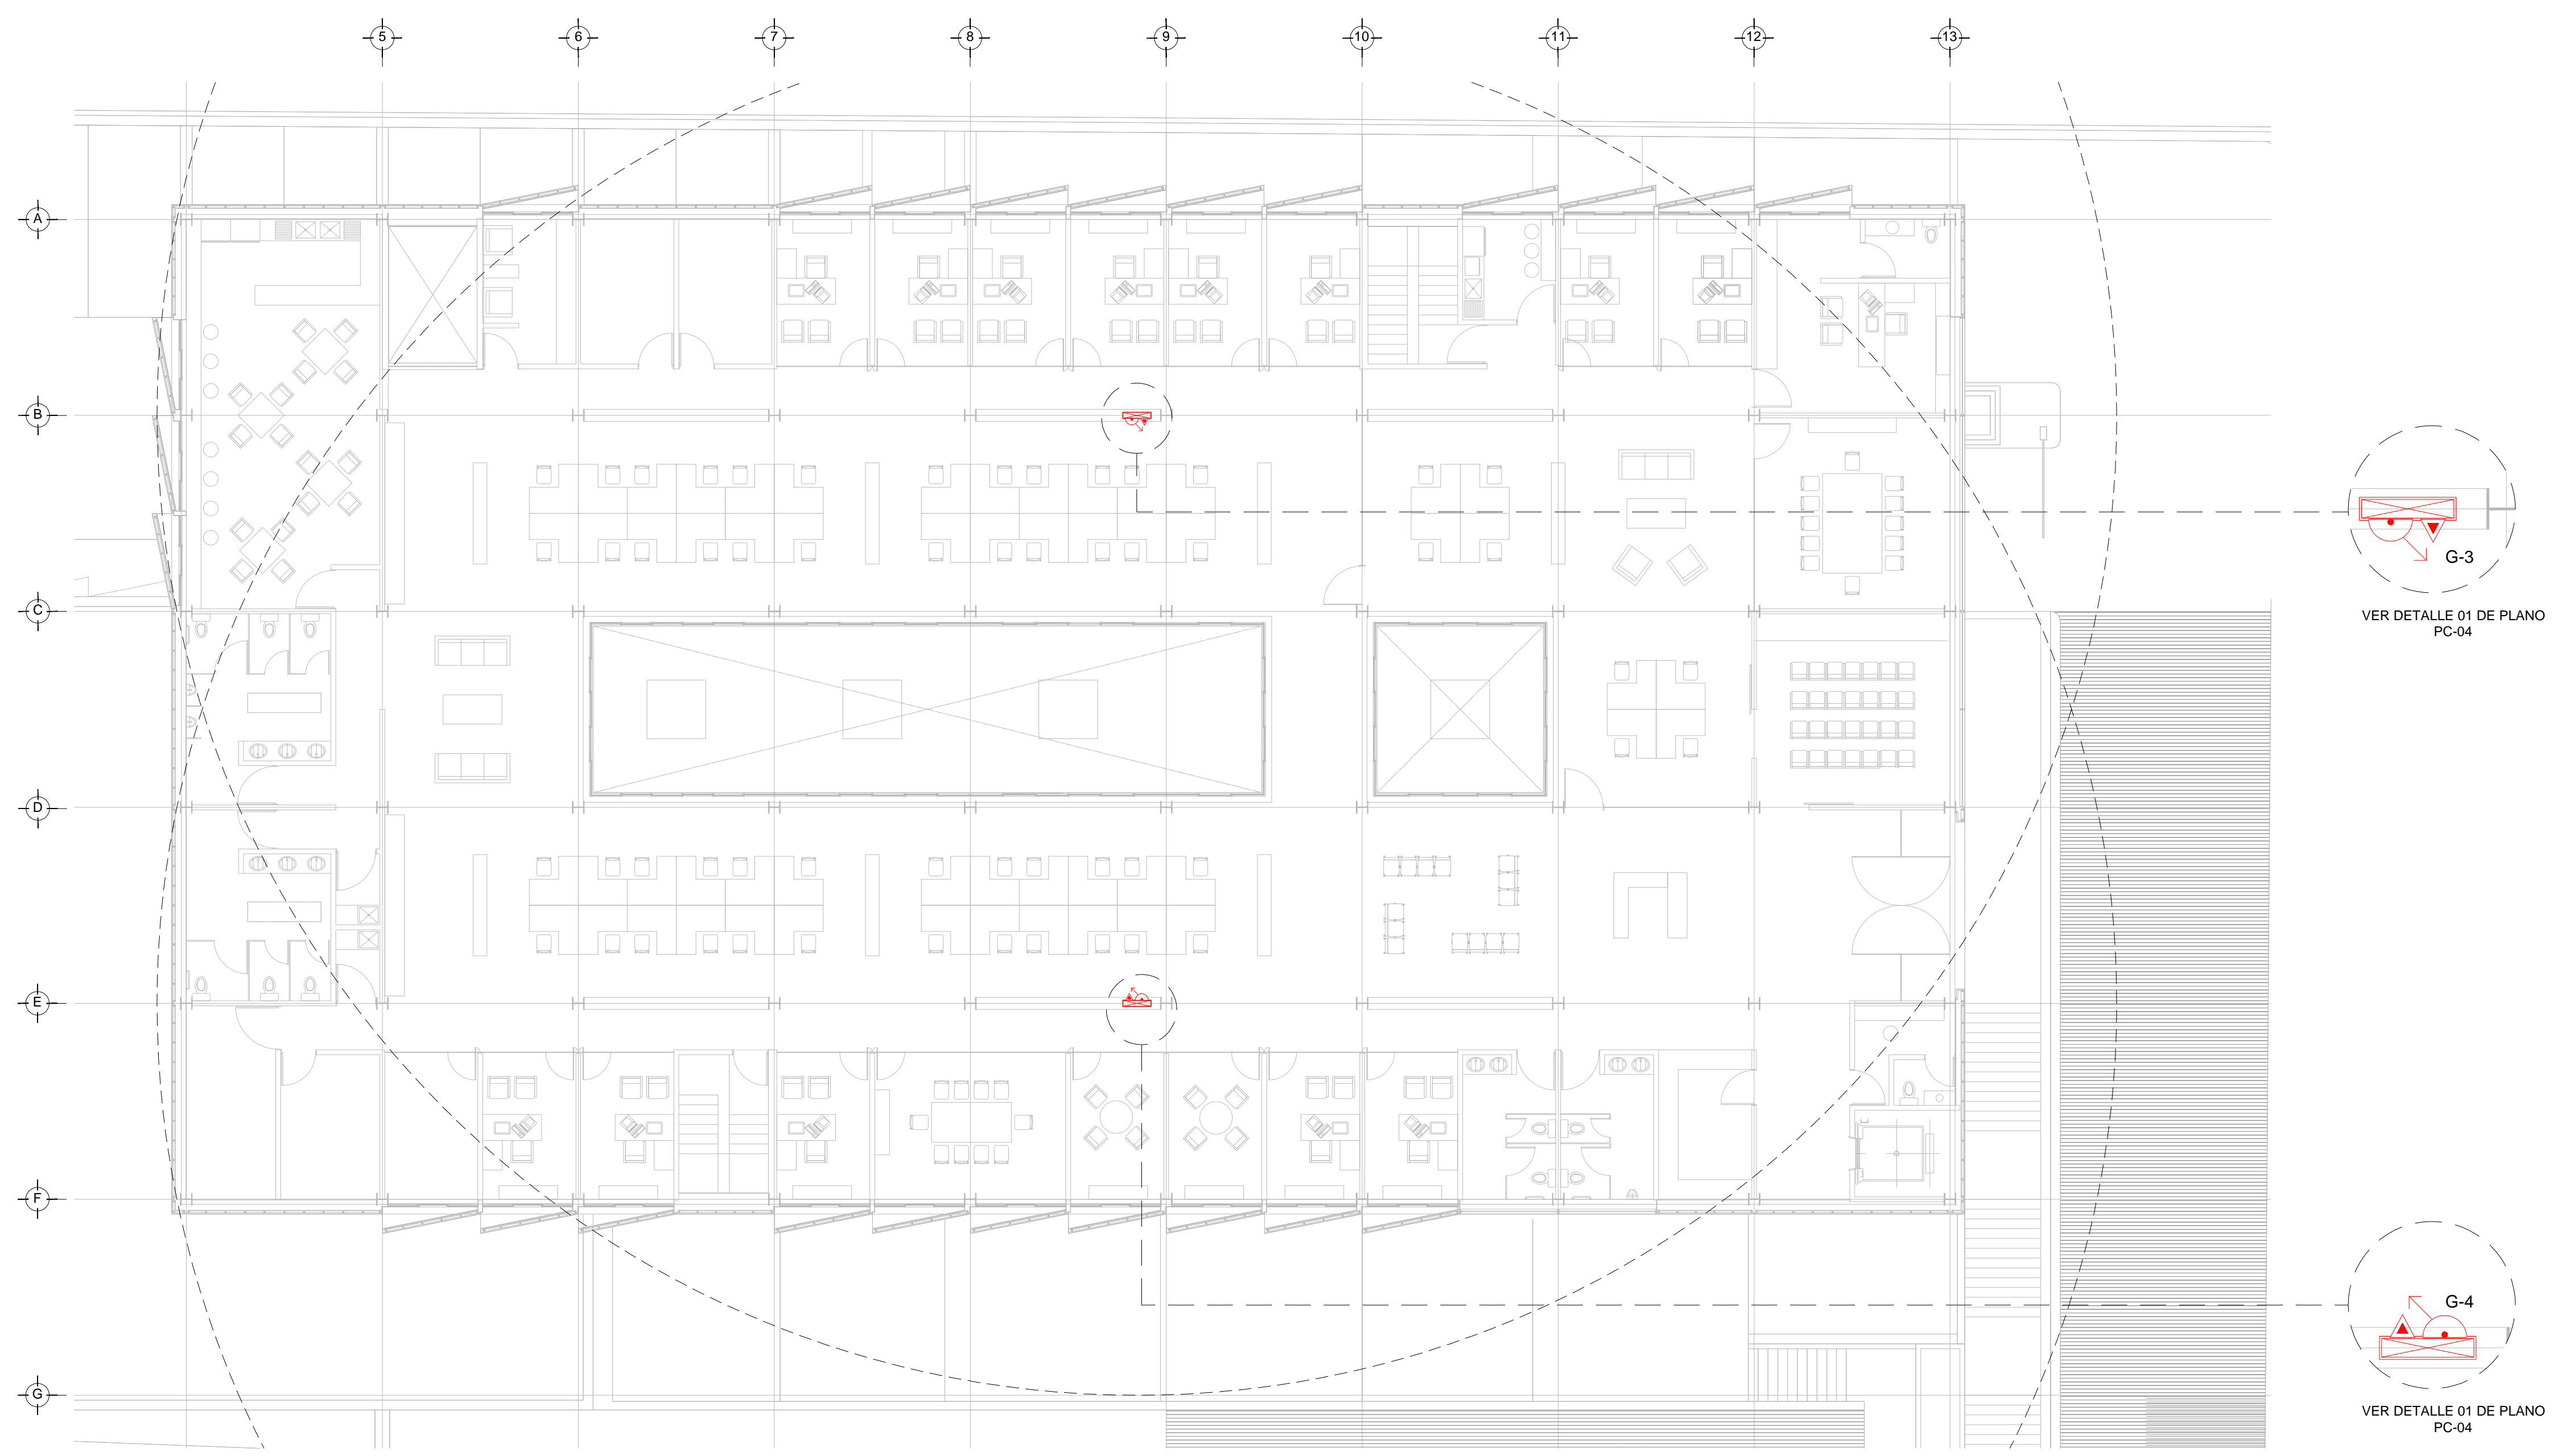 5 6 7 8 9 10 11 12 13
A
B
G-3
C
VER DETALLE 01 DE PLANO
PC-04
D
E
F
G-4
G
VER DETALLE 01 DE PLANO
PC-04